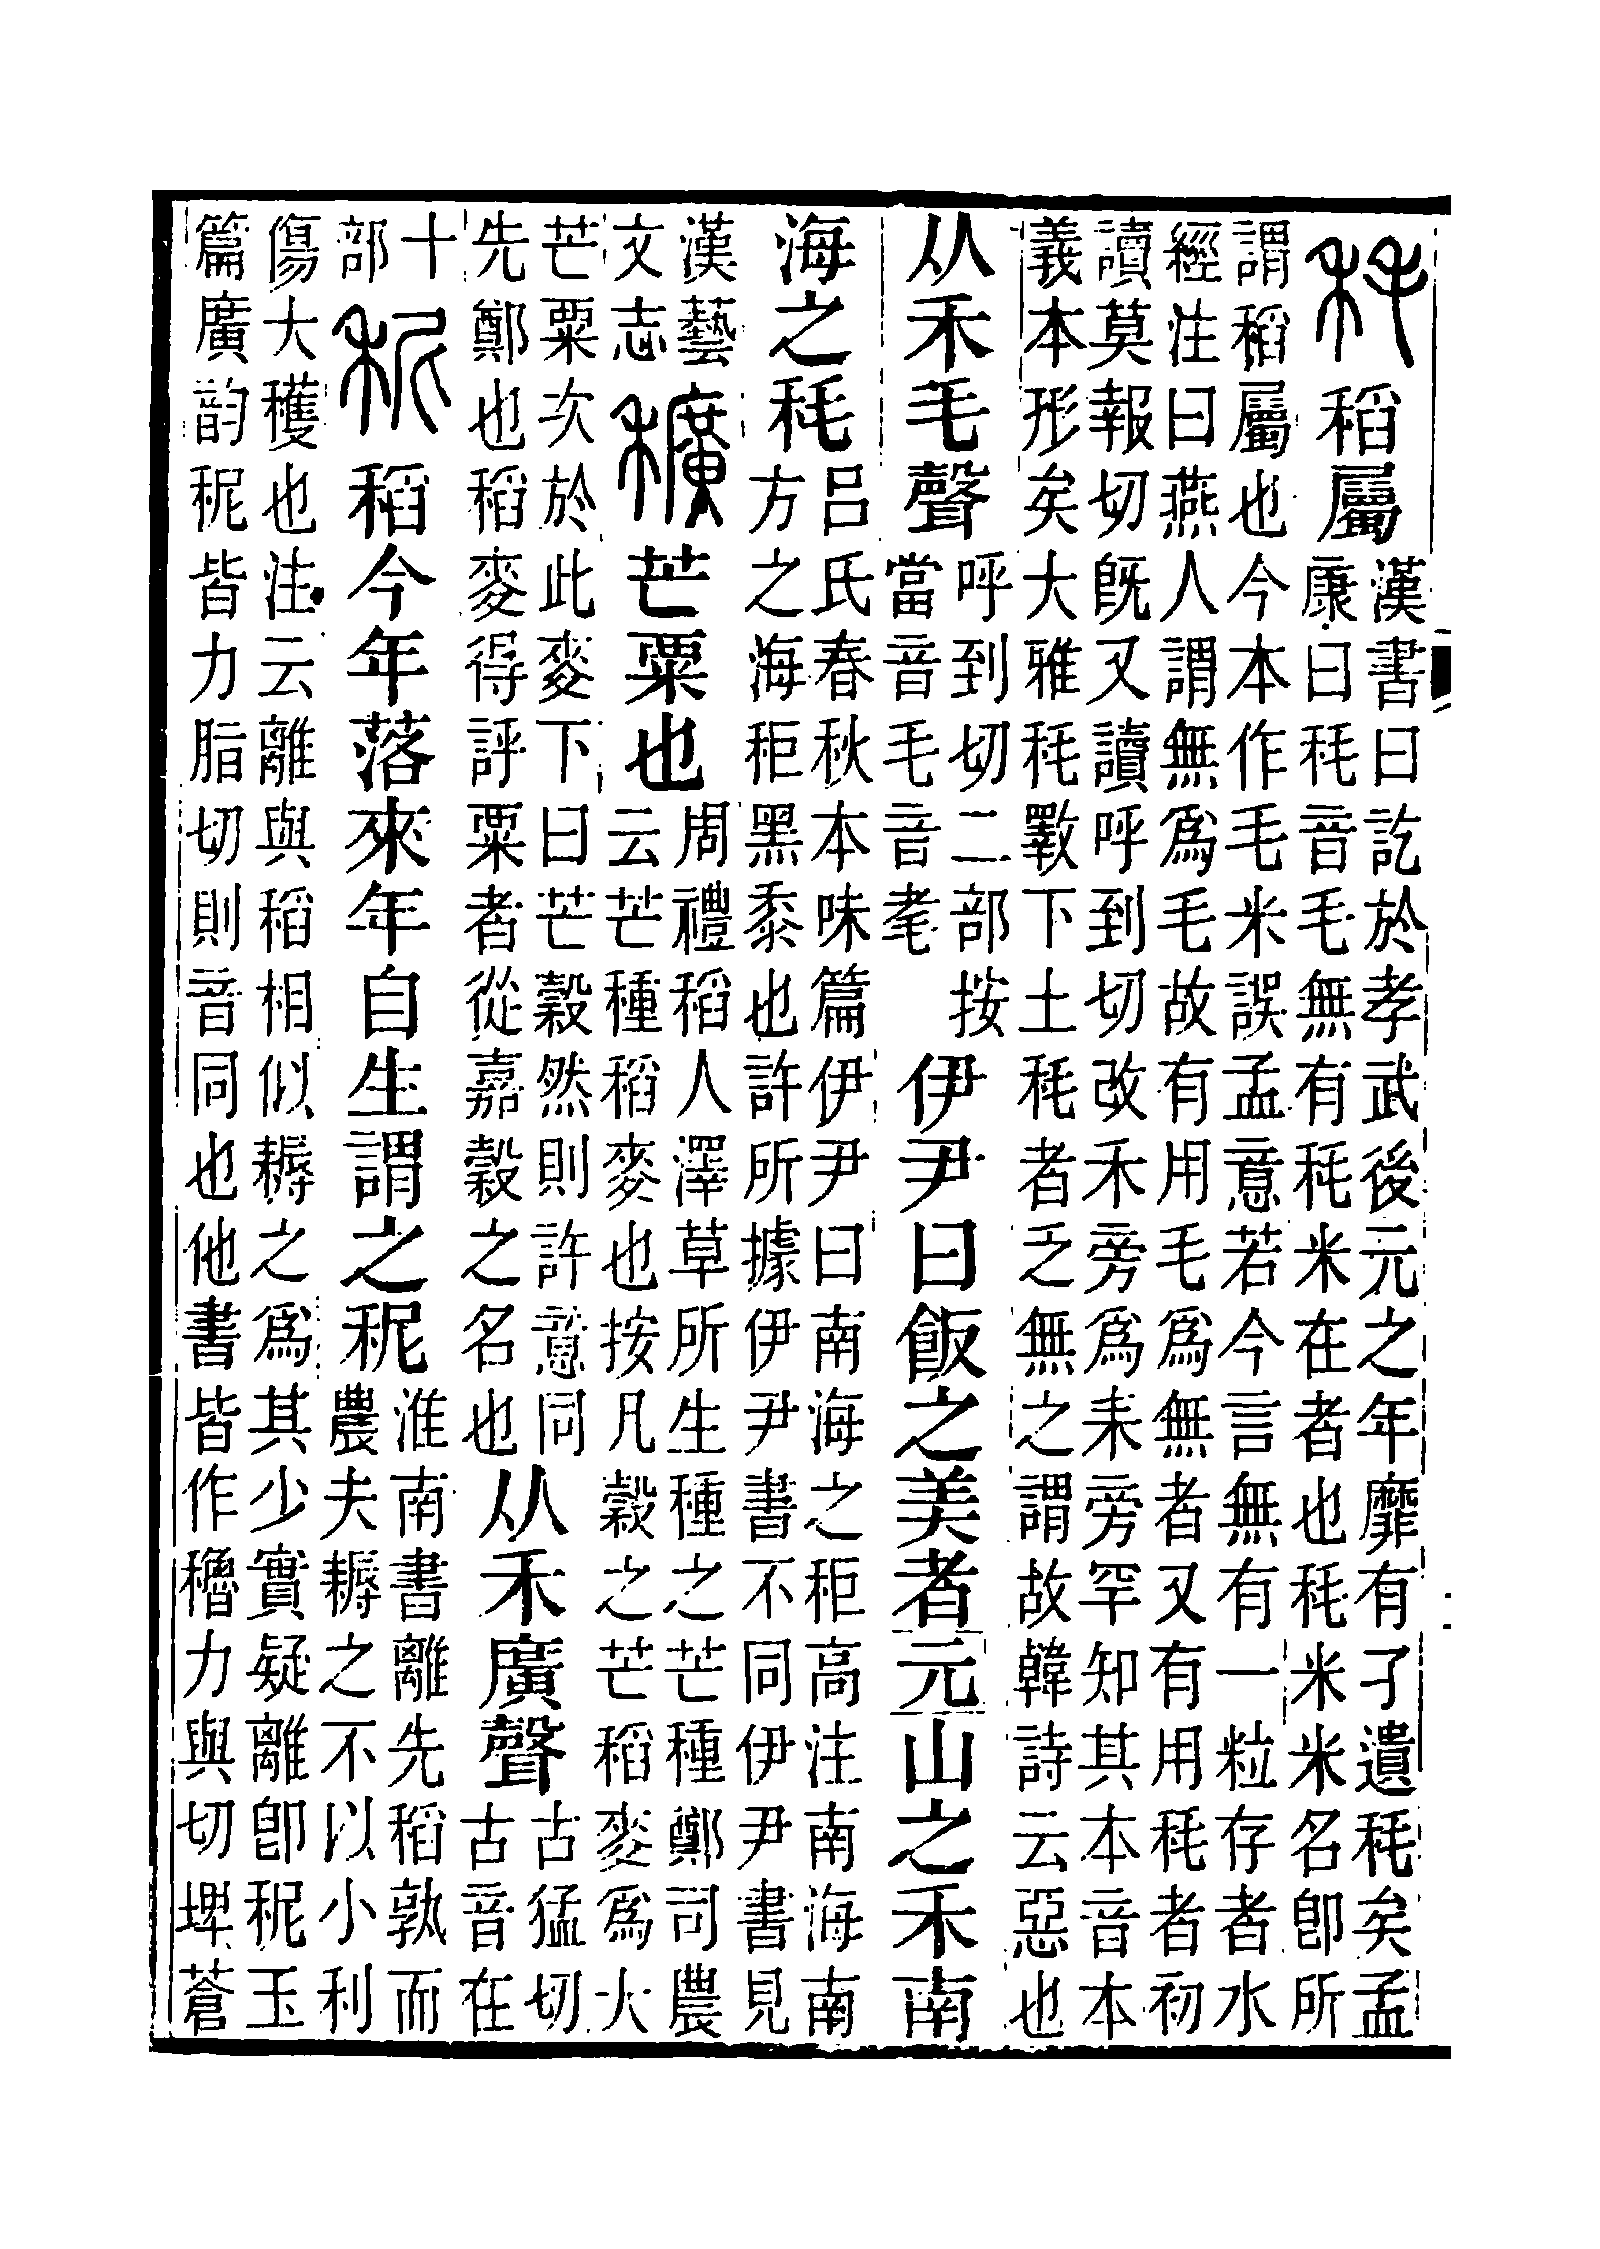 秏稻屬漢書曰訖於孝武後元之年靡有孑遺秏矣孟
康曰秏音毛無有秏米在者也秏米米名卽所
謂稻屬也今本作毛米誤孟意若今言無有一粒存者水
經注曰燕人謂無爲毛故有用毛爲無者又有用秏者初
讀莫報切旣又讀呼到切改禾旁爲耒旁罕知其本音本
義本形矣大雅秏斁下土秏者乏無之謂故韓詩云惡也
从禾毛聲呼到切二部按
當音毛音耄
伊尹曰飯之美者元山之禾南
海之秏呂氏春秋本味篇伊尹曰南海之秬高注南海南
方之海秬黑黍也許所據伊尹書不同伊尹書見
漢藝
文志
穬芒粟也周禮稻人澤草所生種之芒種鄭司農
云芒種稻麥也按凡穀之芒稻麥爲大
芒粟次於此麥下曰芒穀然則許意同
先鄭也稻麥得評粟者從嘉穀之名也
从禾廣聲古猛切
古音在
十
部
秜稻今年落來年自生謂之秜淮南書離先稻孰而
農夫耨之不以小利
傷大穫也注云離與稻相似耨之爲其少實疑離卽秜玉
篇廣韵秜皆力脂切則音同也他書皆作穭力與切埤蒼